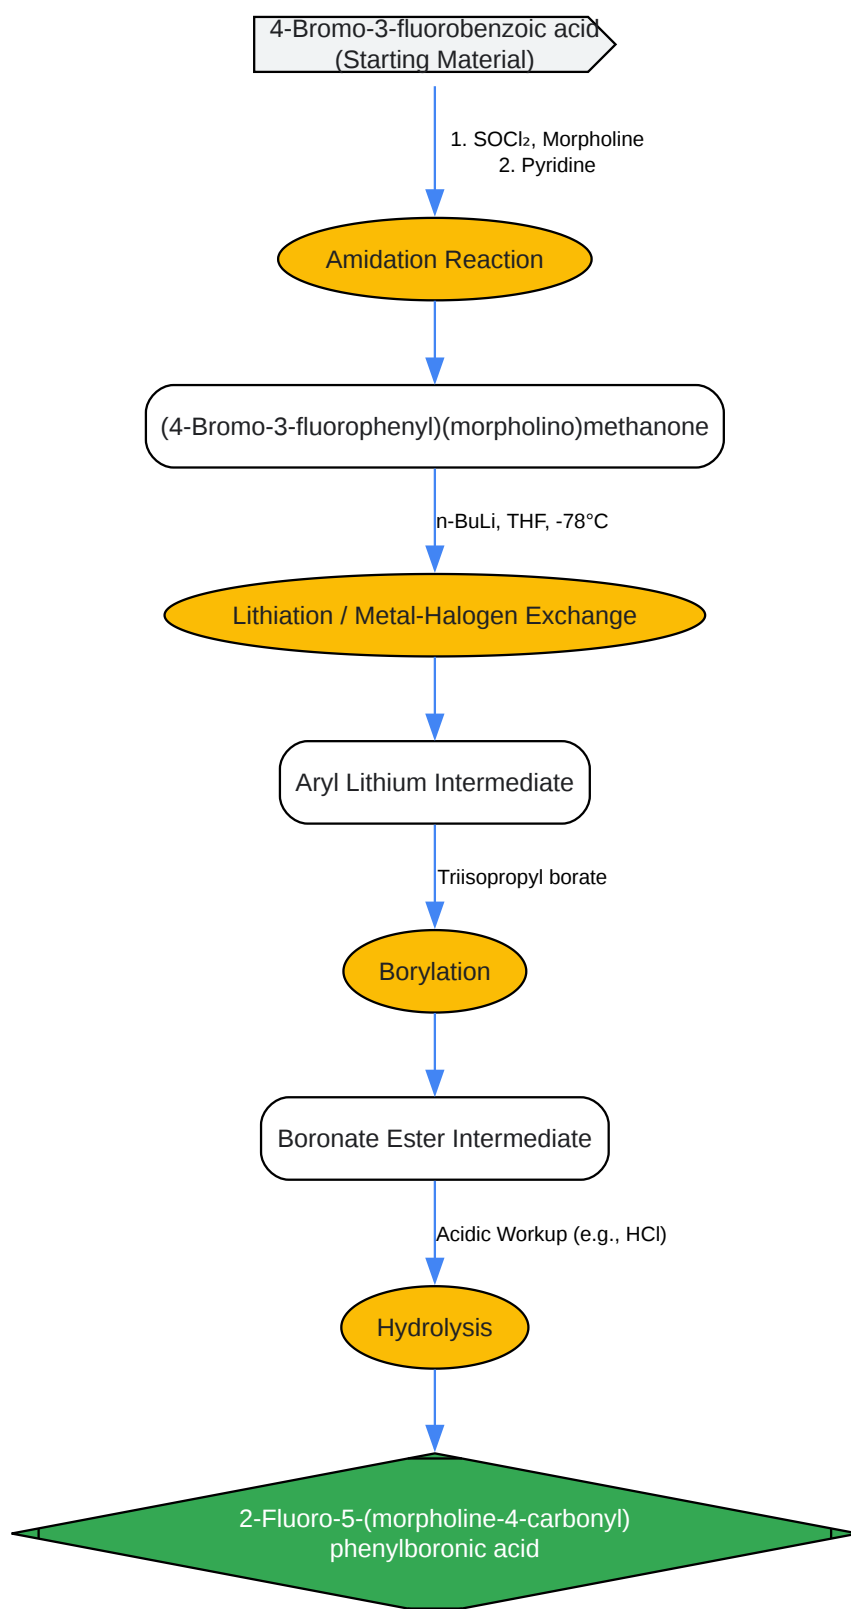 4-Bromo-3-fluorobenzoic acid
(Starting Material)
1. SOCl₂, Morpholine
2. Pyridine
Amidation Reaction
(4-Bromo-3-fluorophenyl)(morpholino)methanone
n-BuLi, THF, -78°C
Lithiation / Metal-Halogen Exchange
Aryl Lithium Intermediate
Triisopropyl borate
Borylation
Boronate Ester Intermediate
Acidic Workup (e.g., HCl)
Hydrolysis
2-Fluoro-5-(morpholine-4-carbonyl)
phenylboronic acid